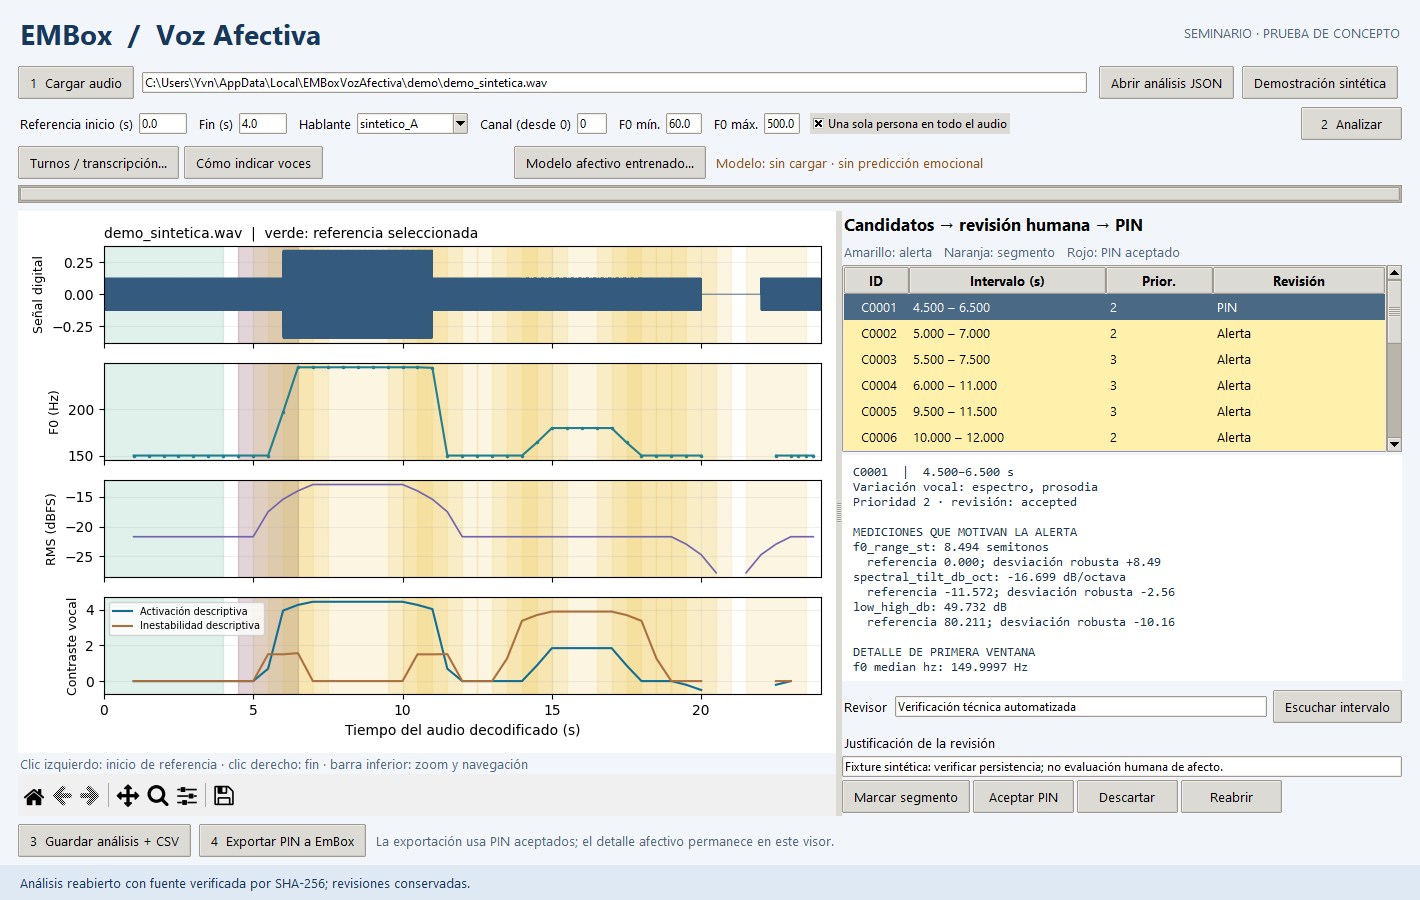 EMBox / Voz Afectiva
SEMINARIO · PRUEBA DE CONCEPTO
1 Cargar audio
C:\Users\Yvn\AppData\Local\EMBoxVozAfectiva\demo\demo_sintetica.wav
Abrir análisis JSON
Demostración sintética
Referencia inicio (s) 0.0 Fin (s) 4.0 Hablante sintetico_A Canal (desde 0) 0 F0 mín. 60.0 F0 máx. 500.0 Una sola persona en todo el audio
2 Analizar
Turnos / transcripción...
Cómo indicar voces
Modelo afectivo entrenado...
Modelo: sin cargar · sin predicción emocional
demo_sintetica.wav | verde: referencia seleccionada
Señal digital
0.25
0.00
−0.25
F0 (Hz)
200
150
RMS (dBFS)
−15
−20
−25
Contraste vocal
4
2
0
Activación descriptiva
Inestabilidad descriptiva
0 5 10 15 20
Tiempo del audio decodificado (s)
Clic izquierdo: inicio de referencia · clic derecho: fin · barra inferior: zoom y navegación
Candidatos → revisión humana → PIN
Amarillo: alerta Naranja: segmento Rojo: PIN aceptado
ID Intervalo (s) Prior. Revisión
C0001 4.500 – 6.500 2 PIN
C0002 5.000 – 7.000 2 Alerta
C0003 5.500 – 7.500 3 Alerta
C0004 6.000 – 11.000 3 Alerta
C0005 9.500 – 11.500 3 Alerta
C0006 10.000 – 12.000 2 Alerta
C0001 | 4.500–6.500 s
Variación vocal: espectro, prosodia
Prioridad 2 · revisión: accepted
MEDICIONES QUE MOTIVAN LA ALERTA
f0_range_st: 8.494 semitonos
referencia 0.000; desviación robusta +8.49
spectral_tilt_db_oct: -16.699 dB/octava
referencia -11.572; desviación robusta -2.56
low_high_db: 49.732 dB
referencia 80.211; desviación robusta -10.16
DETALLE DE PRIMERA VENTANA
f0 median hz: 149.9997 Hz
Revisor Verificación técnica automatizada
Escuchar intervalo
Justificación de la revisión
Fixture sintética: verificar persistencia; no evaluación humana de afecto.
Marcar segmento
Aceptar PIN
Descartar
Reabrir
3 Guardar análisis + CSV
4 Exportar PIN a EmBox
La exportación usa PIN aceptados; el detalle afectivo permanece en este visor.
Análisis reabierto con fuente verificada por SHA-256; revisiones conservadas.